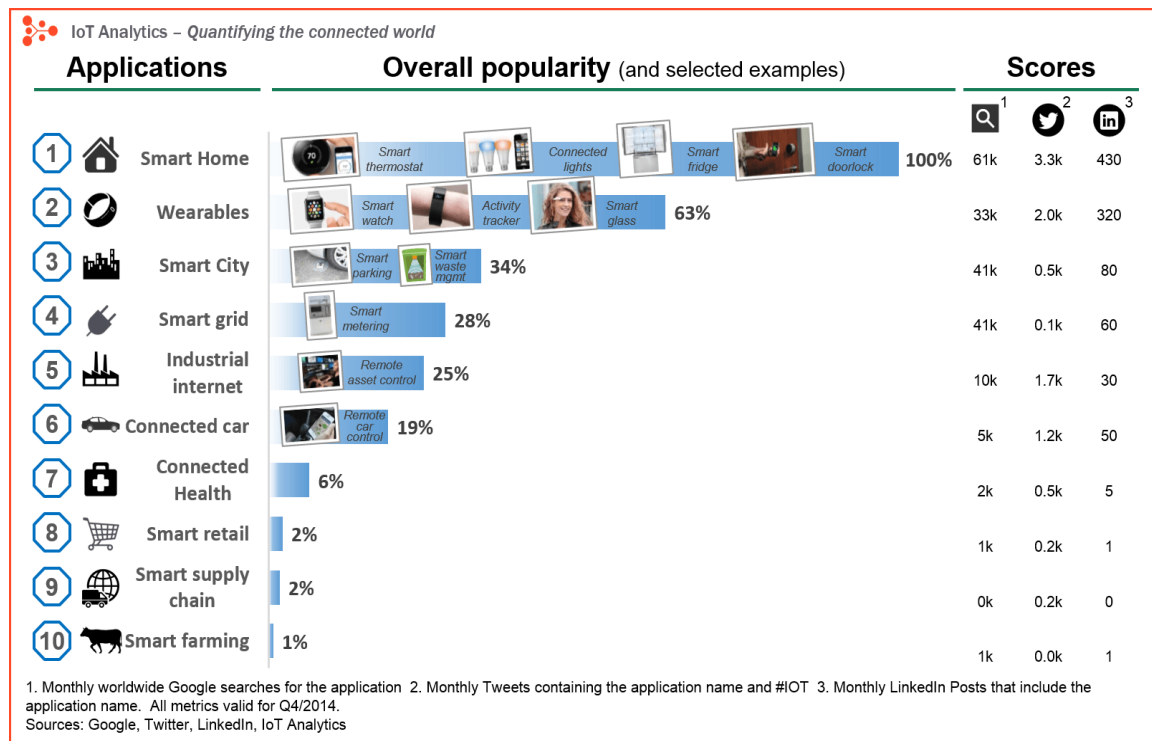 IoT Analytics – Quantifying the connected world
Applications
Overall popularity (and selected examples)
Scores
1 2 3
in
1 Smart Home Smart thermostat Connected lights Smart fridge Smart doorlock 100% 61k 3.3k 430
70
2 Wearables Smart watch Activity tracker Smart glass 63% 33k 2.0k 320
3 Smart City Smart parking Smart waste mgmt 34% 41k 0.5k 80
4 Smart grid Smart metering 28% 41k 0.1k 60
5 Industrial internet Remote asset control 25% 10k 1.7k 30
6 Connected car Remote car control 19% 5k 1.2k 50
7 Connected Health 6% 2k 0.5k 5
8 Smart retail 2% 1k 0.2k 1
9 Smart supply chain 2% 0k 0.2k 0
10 Smart farming 1% 1k 0.0k 1
1. Monthly worldwide Google searches for the application 2. Monthly Tweets containing the application name and #IOT 3. Monthly LinkedIn Posts that include the
application name. All metrics valid for Q4/2014.
Sources: Google, Twitter, LinkedIn, IoT Analytics